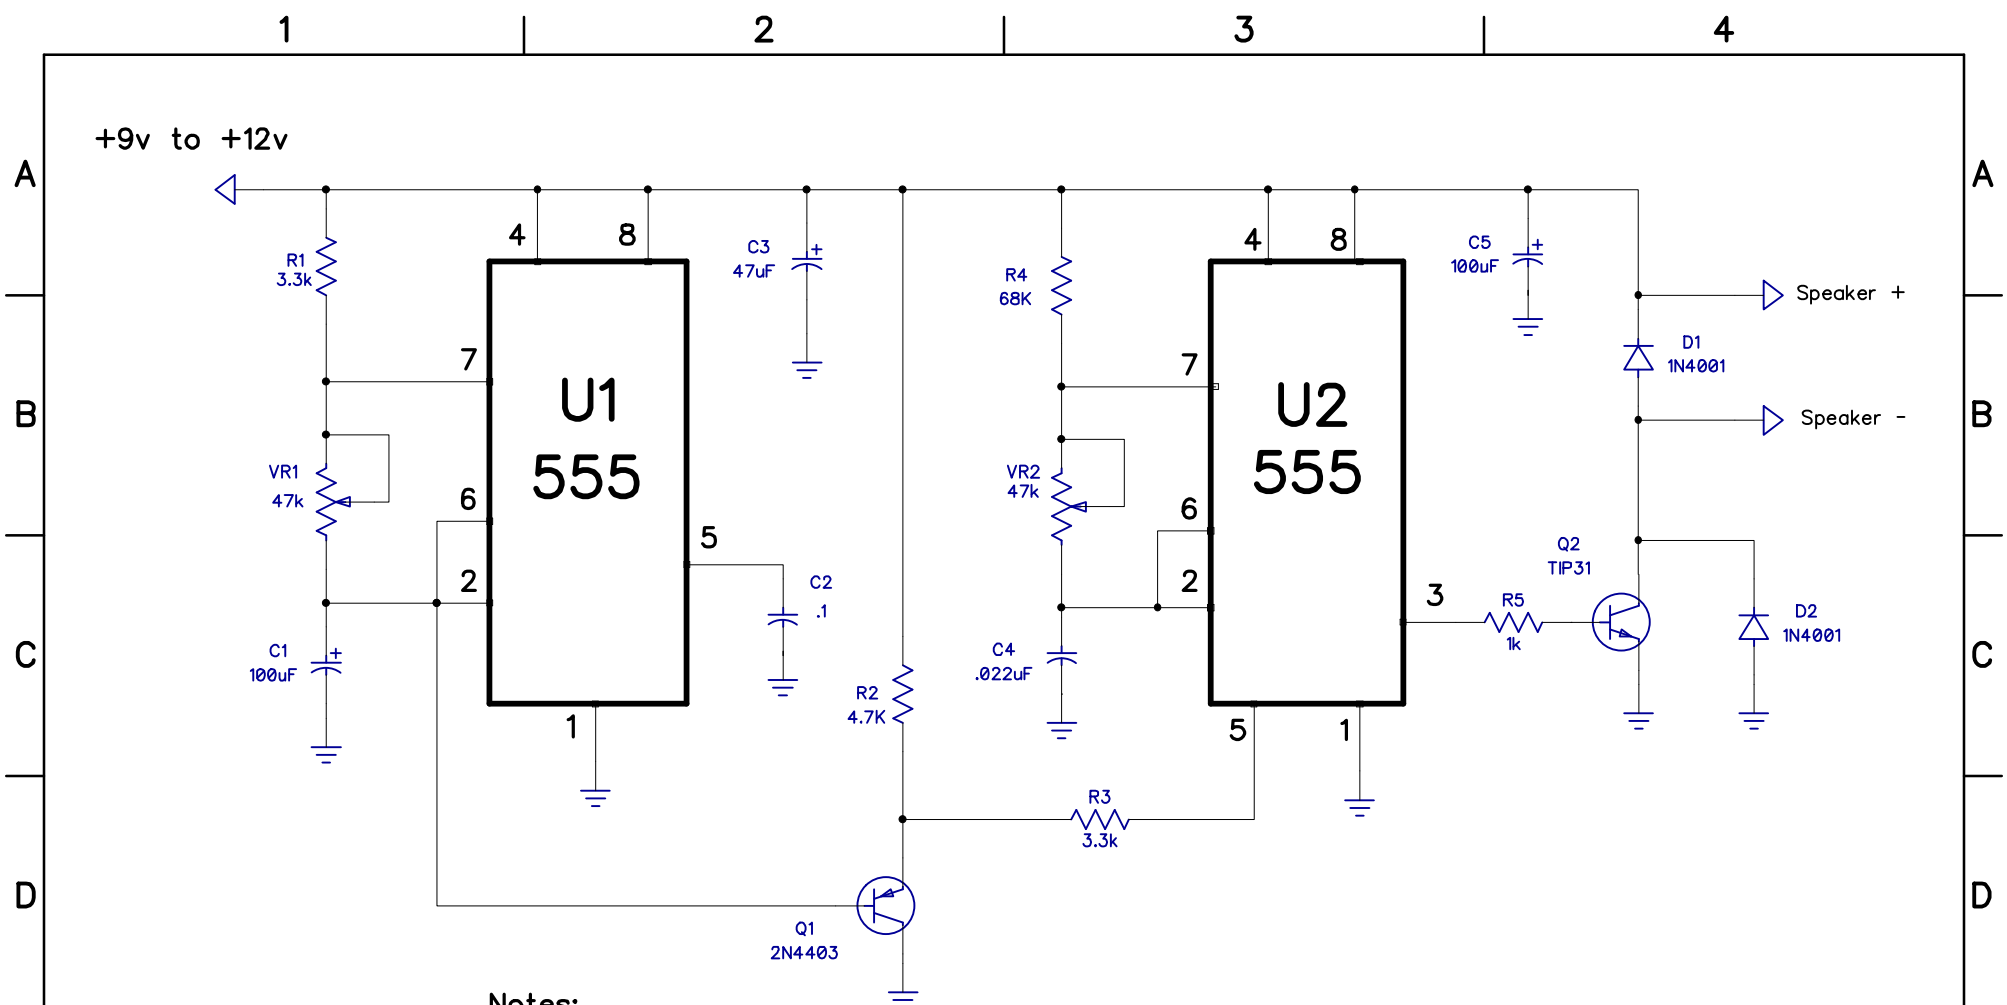 1 2 3 4
+9v to +12v
A
A
4
8
C3
47uF
+
R1
3.3k
R4
68K
4
8
C5
100uF
+
Speaker +
7
U1
555
7
U2
555
D1
1N4001
B
B
Speaker -
VR1
47k
6
VR2
47k
6
5
Q2
TIP31
2
C2
.1
2
3
R5
1k
D2
1N4001
C
C
C1
100uF
+
C4
.022uF
R2
4.7K
1
5
1
R3
3.3k
D
D
Q1
2N4403
Notes: